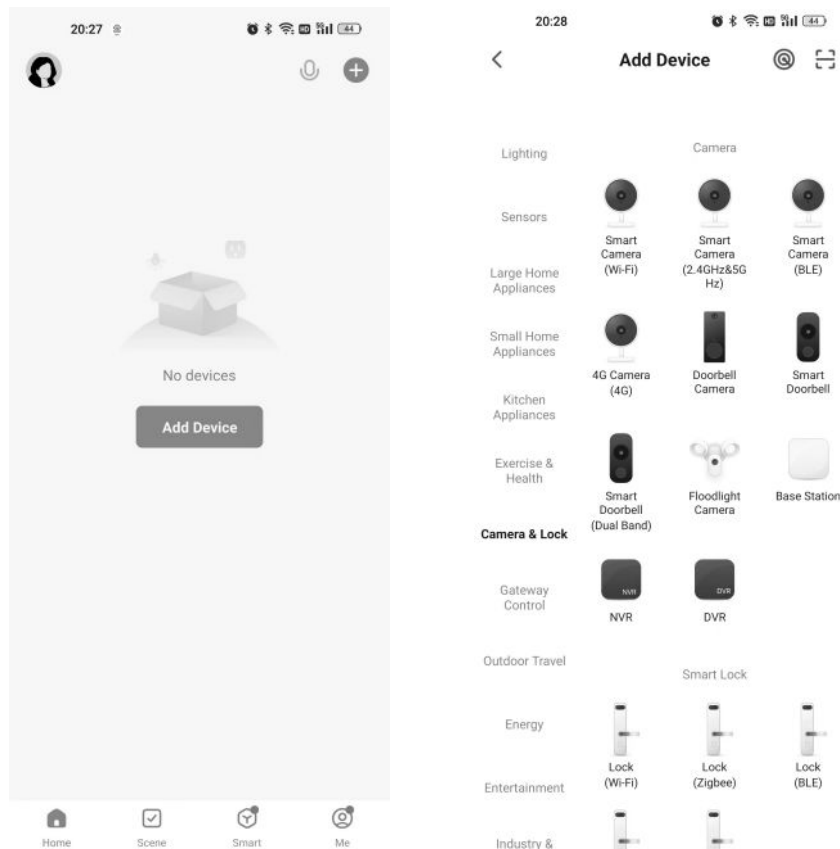 20:27
44
No devices
Add Device
Home
Scene
Smart
Me
20:28
44
Add Device
Lighting
Sensors
Large Home
Appliances
Small Home
Appliances
Kitchen
Appliances
Exercise &
Health
Camera & Lock
Gateway
Control
Outdoor Travel
Energy
Entertainment
Industry &
Camera
Smart
Camera
(Wi-Fi)
Smart
Camera
(2.4GHz&5G
Hz)
Smart
Camera
(BLE)
4G Camera
(4G)
Doorbell
Camera
Smart
Doorbell
Smart
Doorbell
(Dual Band)
Floodlight
Camera
Base Station
NVR
NVR
DVR
DVR
Smart Lock
Lock
(Wi-Fi)
Lock
(Zigbee)
Lock
(BLE)